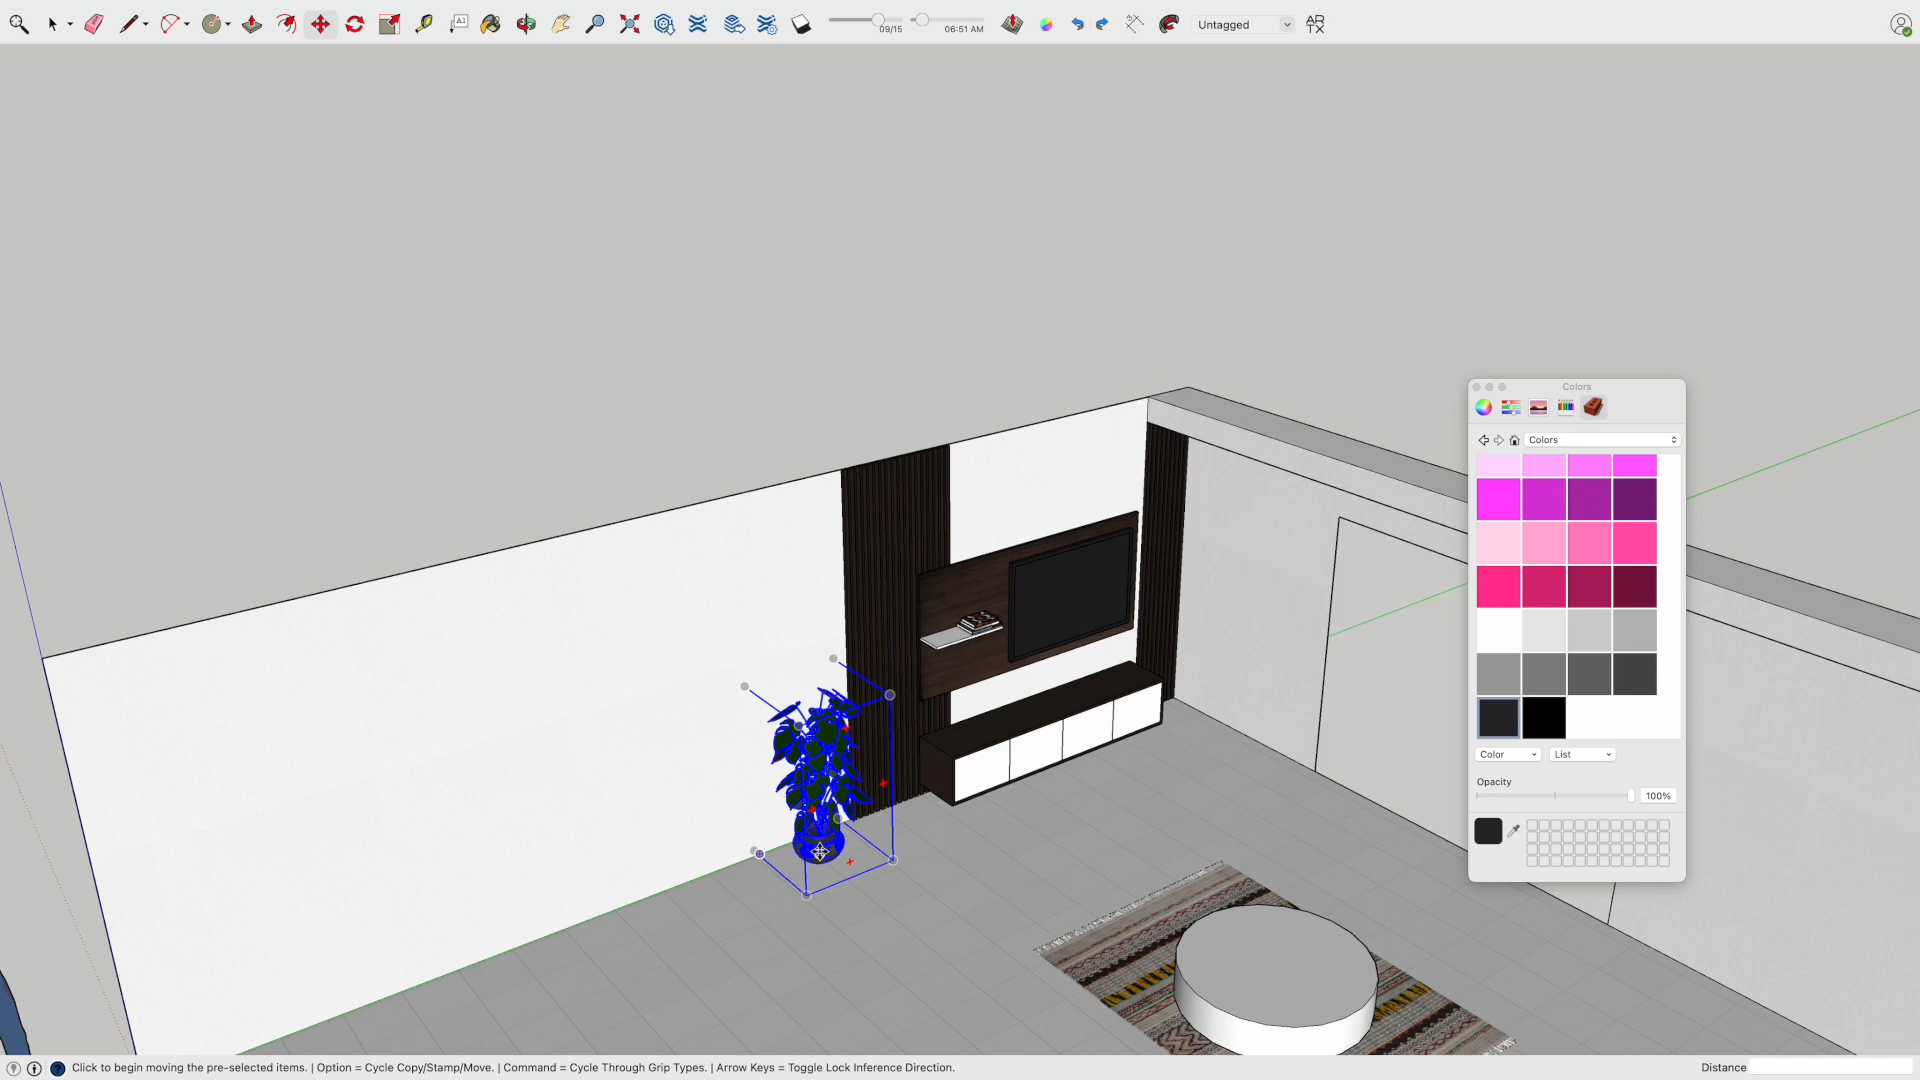 A1
09/15
06:51 AM
Untagged
AR
TX
Colors
Colors
Color
List
Opacity
100%
Click to begin moving the pre-selected items. | Option = Cycle Copy/Stamp/Move. | Command = Cycle Through Grip Types. | Arrow Keys = Toggle Lock Inference Direction.
Distance